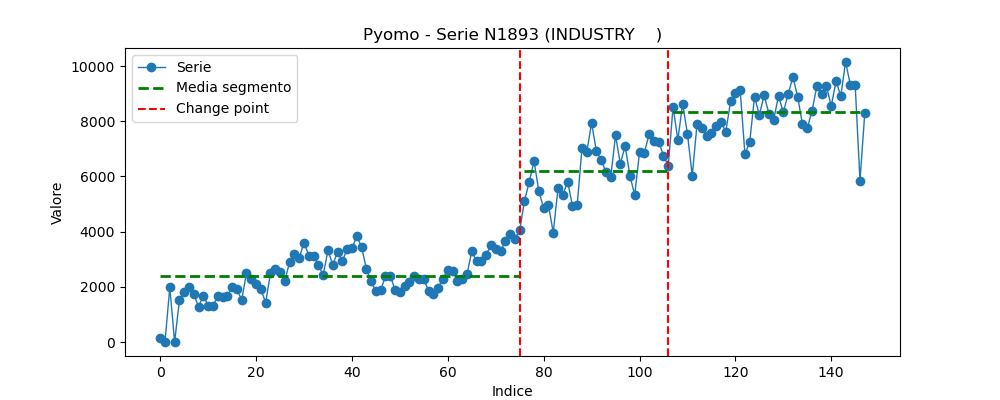 Pyomo - Serie N1893 (INDUSTRY     )
Serie
Media segmento
Change point
Valore
10000
8000
6000
4000
2000
0
0 20 40 60 80 100 120 140
Indice